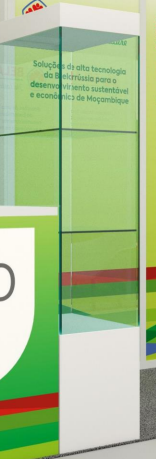 Soluções de alta tecnologia
da Bielorrússia para o
desenvolvimento sustentável
e económico de Moçambique